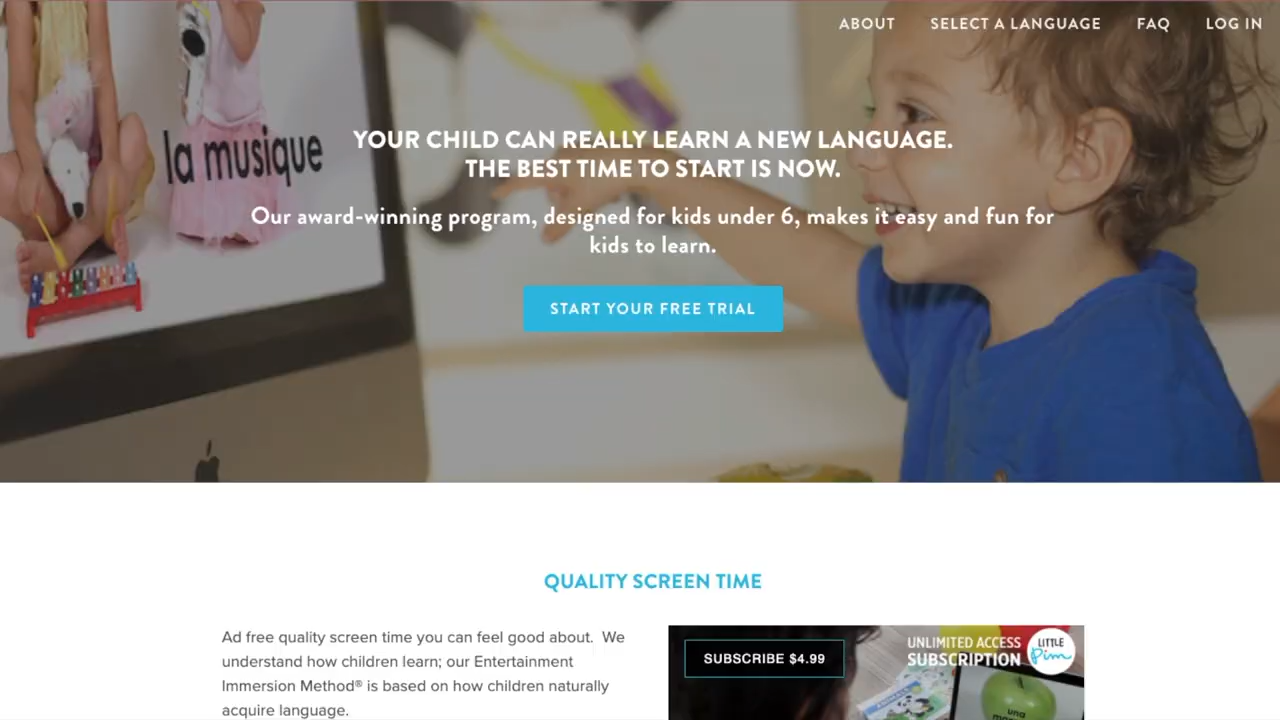 ABOUT SELECT A LANGUAGE FAQ LOG IN
la musique
YOUR CHILD CAN REALLY LEARN A NEW LANGUAGE.
THE BEST TIME TO START IS NOW.
Our award-winning program, designed for kids under 6, makes it easy and fun for
kids to learn.
START YOUR FREE TRIAL
QUALITY SCREEN TIME
Ad free quality screen time you can feel good about. We
understand how children learn; our Entertainment
Immersion Method® is based on how children naturally
acquire language.
SUBSCRIBE $4.99
UNLIMITED ACCESS
SUBSCRIPTION
LITTLE
Pim
ANIMALS
una